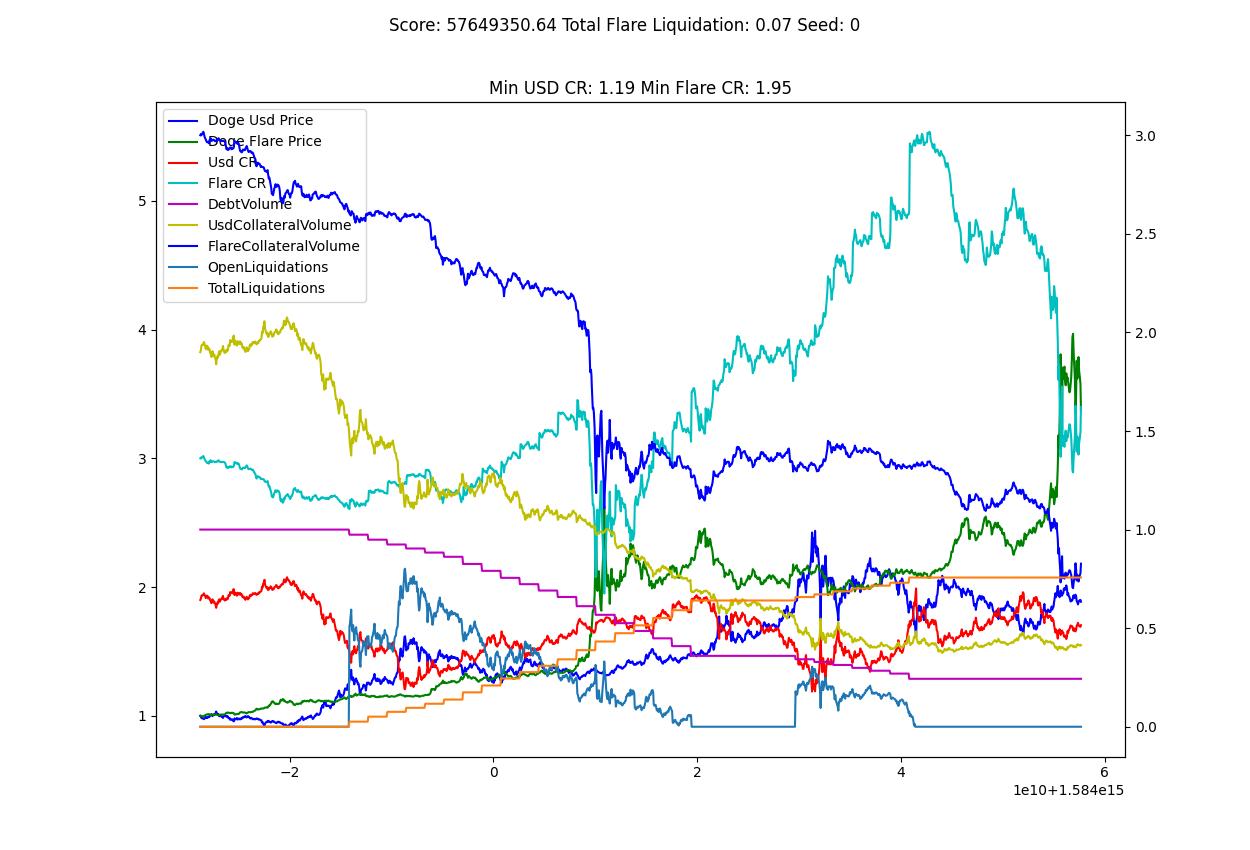 Score: 57649350.64 Total Flare Liquidation: 0.07 Seed: 0
Min USD CR: 1.19 Min Flare CR: 1.95
Doge Usd Price
Doge Flare Price
Usd CR
Flare CR
DebtVolume
UsdCollateralVolume
FlareCollateralVolume
OpenLiquidations
TotalLiquidations
5
4
3
2
1
3.0
2.5
2.0
1.5
1.0
0.5
0.0
−2
0
2
4
6
1e10+1.584e15